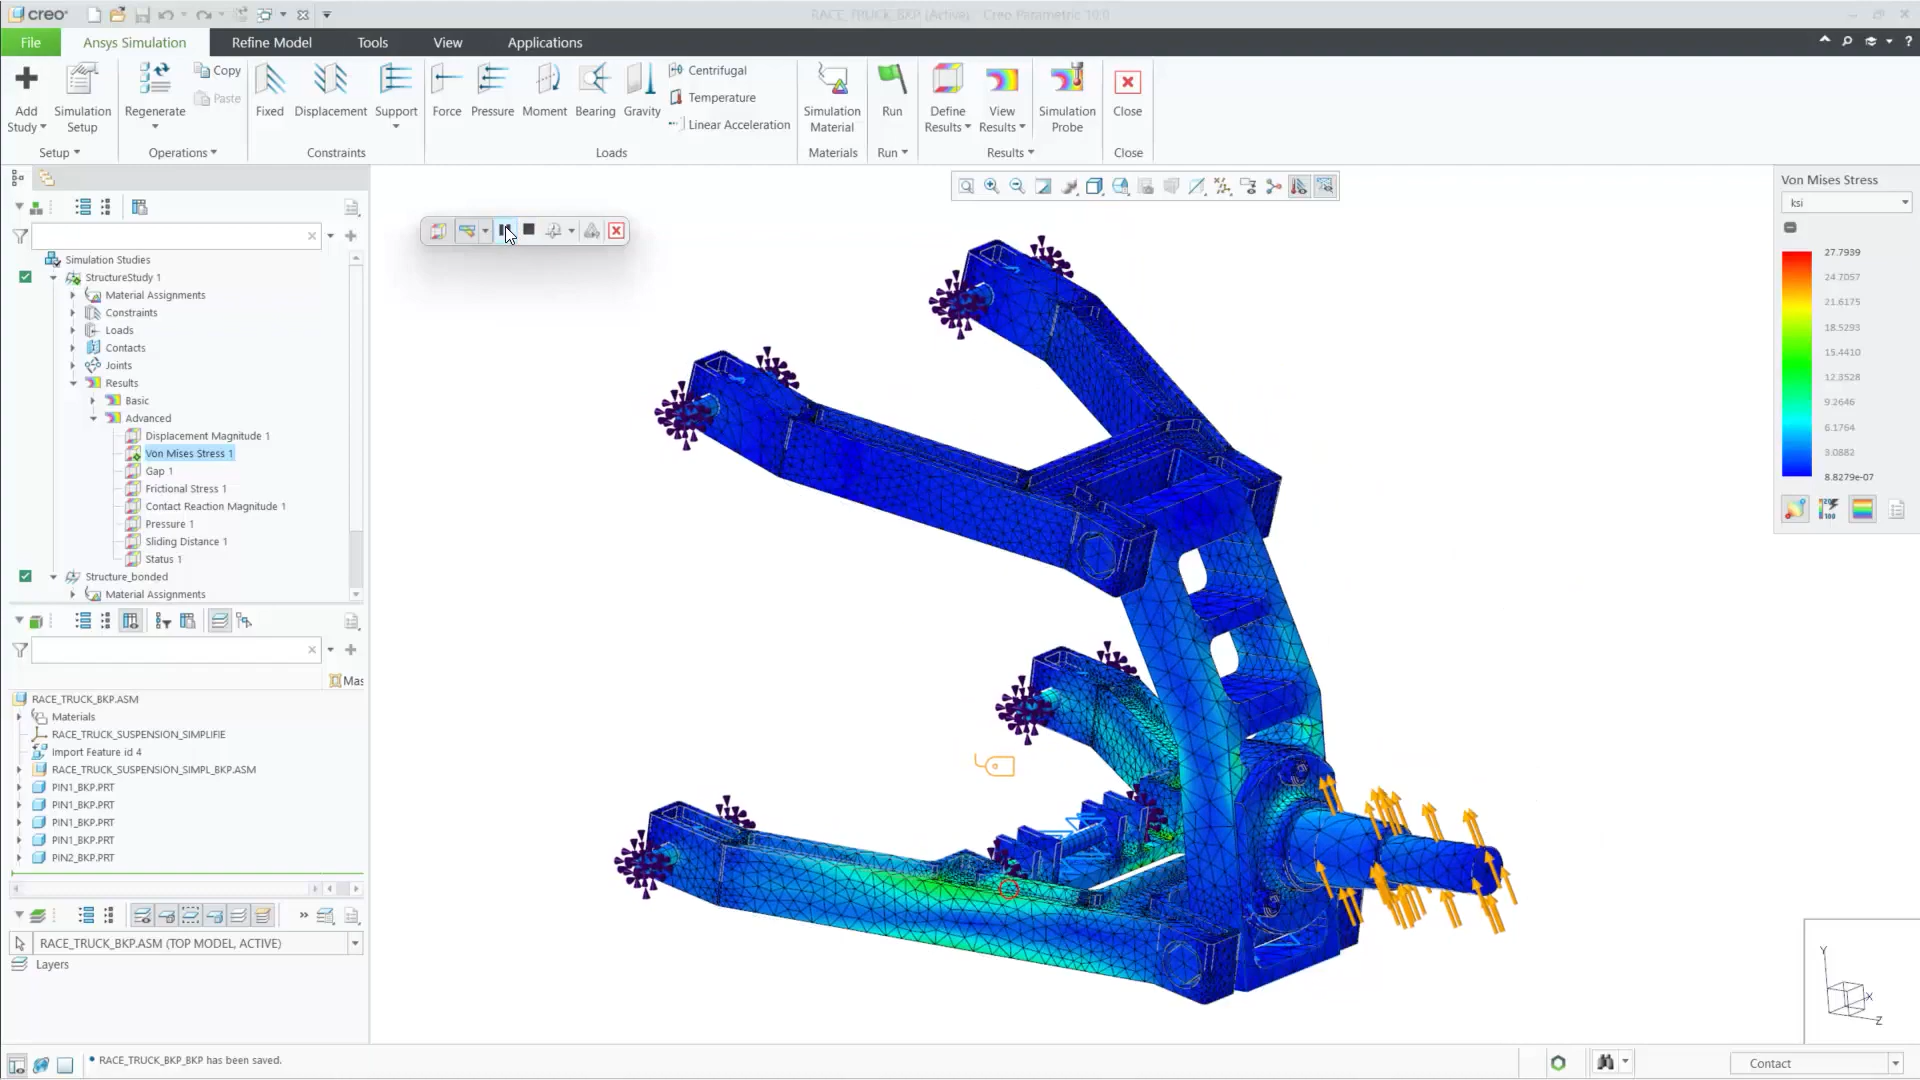 creo
RACE_TRUCK_BKP (Active) - Creo Parametric 10.0
File
Ansys Simulation
Refine Model
Tools
View
Applications
Add Study
Simulation Setup
Setup
Regenerate
Copy
Paste
Operations
Fixed
Displacement
Support
Constraints
Force
Pressure
Moment
Bearing
Gravity
Centrifugal
Temperature
Linear Acceleration
Loads
Simulation Material
Materials
Run
Run
Define Results
View Results
Simulation Probe
Results
Close
Close
Simulation Studies
StructureStudy 1
Material Assignments
Constraints
Loads
Contacts
Joints
Results
Basic
Advanced
Displacement Magnitude 1
Von Mises Stress 1
Gap 1
Frictional Stress 1
Contact Reaction Magnitude 1
Pressure 1
Sliding Distance 1
Status 1
Structure_bonded
Material Assignments
Mas
RACE_TRUCK_BKP.ASM
Materials
RACE_TRUCK_SUSPENSION_SIMPLIFIE
Import Feature id 4
RACE_TRUCK_SUSPENSION_SIMPL_BKP.ASM
PIN1_BKP.PRT
PIN1_BKP.PRT
PIN1_BKP.PRT
PIN1_BKP.PRT
PIN2_BKP.PRT
RACE_TRUCK_BKP.ASM (TOP MODEL, ACTIVE)
Layers
Von Mises Stress
ksi
27.7939
24.7057
21.6175
18.5293
15.4410
12.3528
9.2646
6.1764
3.0882
8.8279e-07
Y
X
Z
• RACE_TRUCK_BKP_BKP has been saved.
Contact